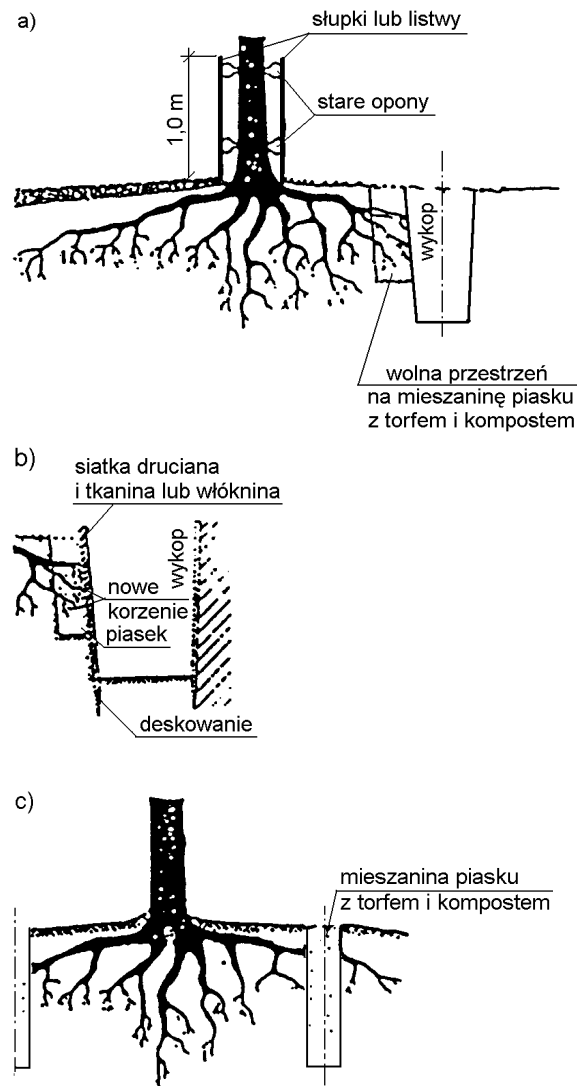 a)
słupki lub listwy
stare opony
1,0 m
wykop
wolna przestrzeń
na mieszaninę piasku
z torfem i kompostem
b)
siatka druciana
i tkanina lub włóknina
wykop
nowe
korzenie
piasek
deskowanie
c)
mieszanina piasku
z torfem i kompostem